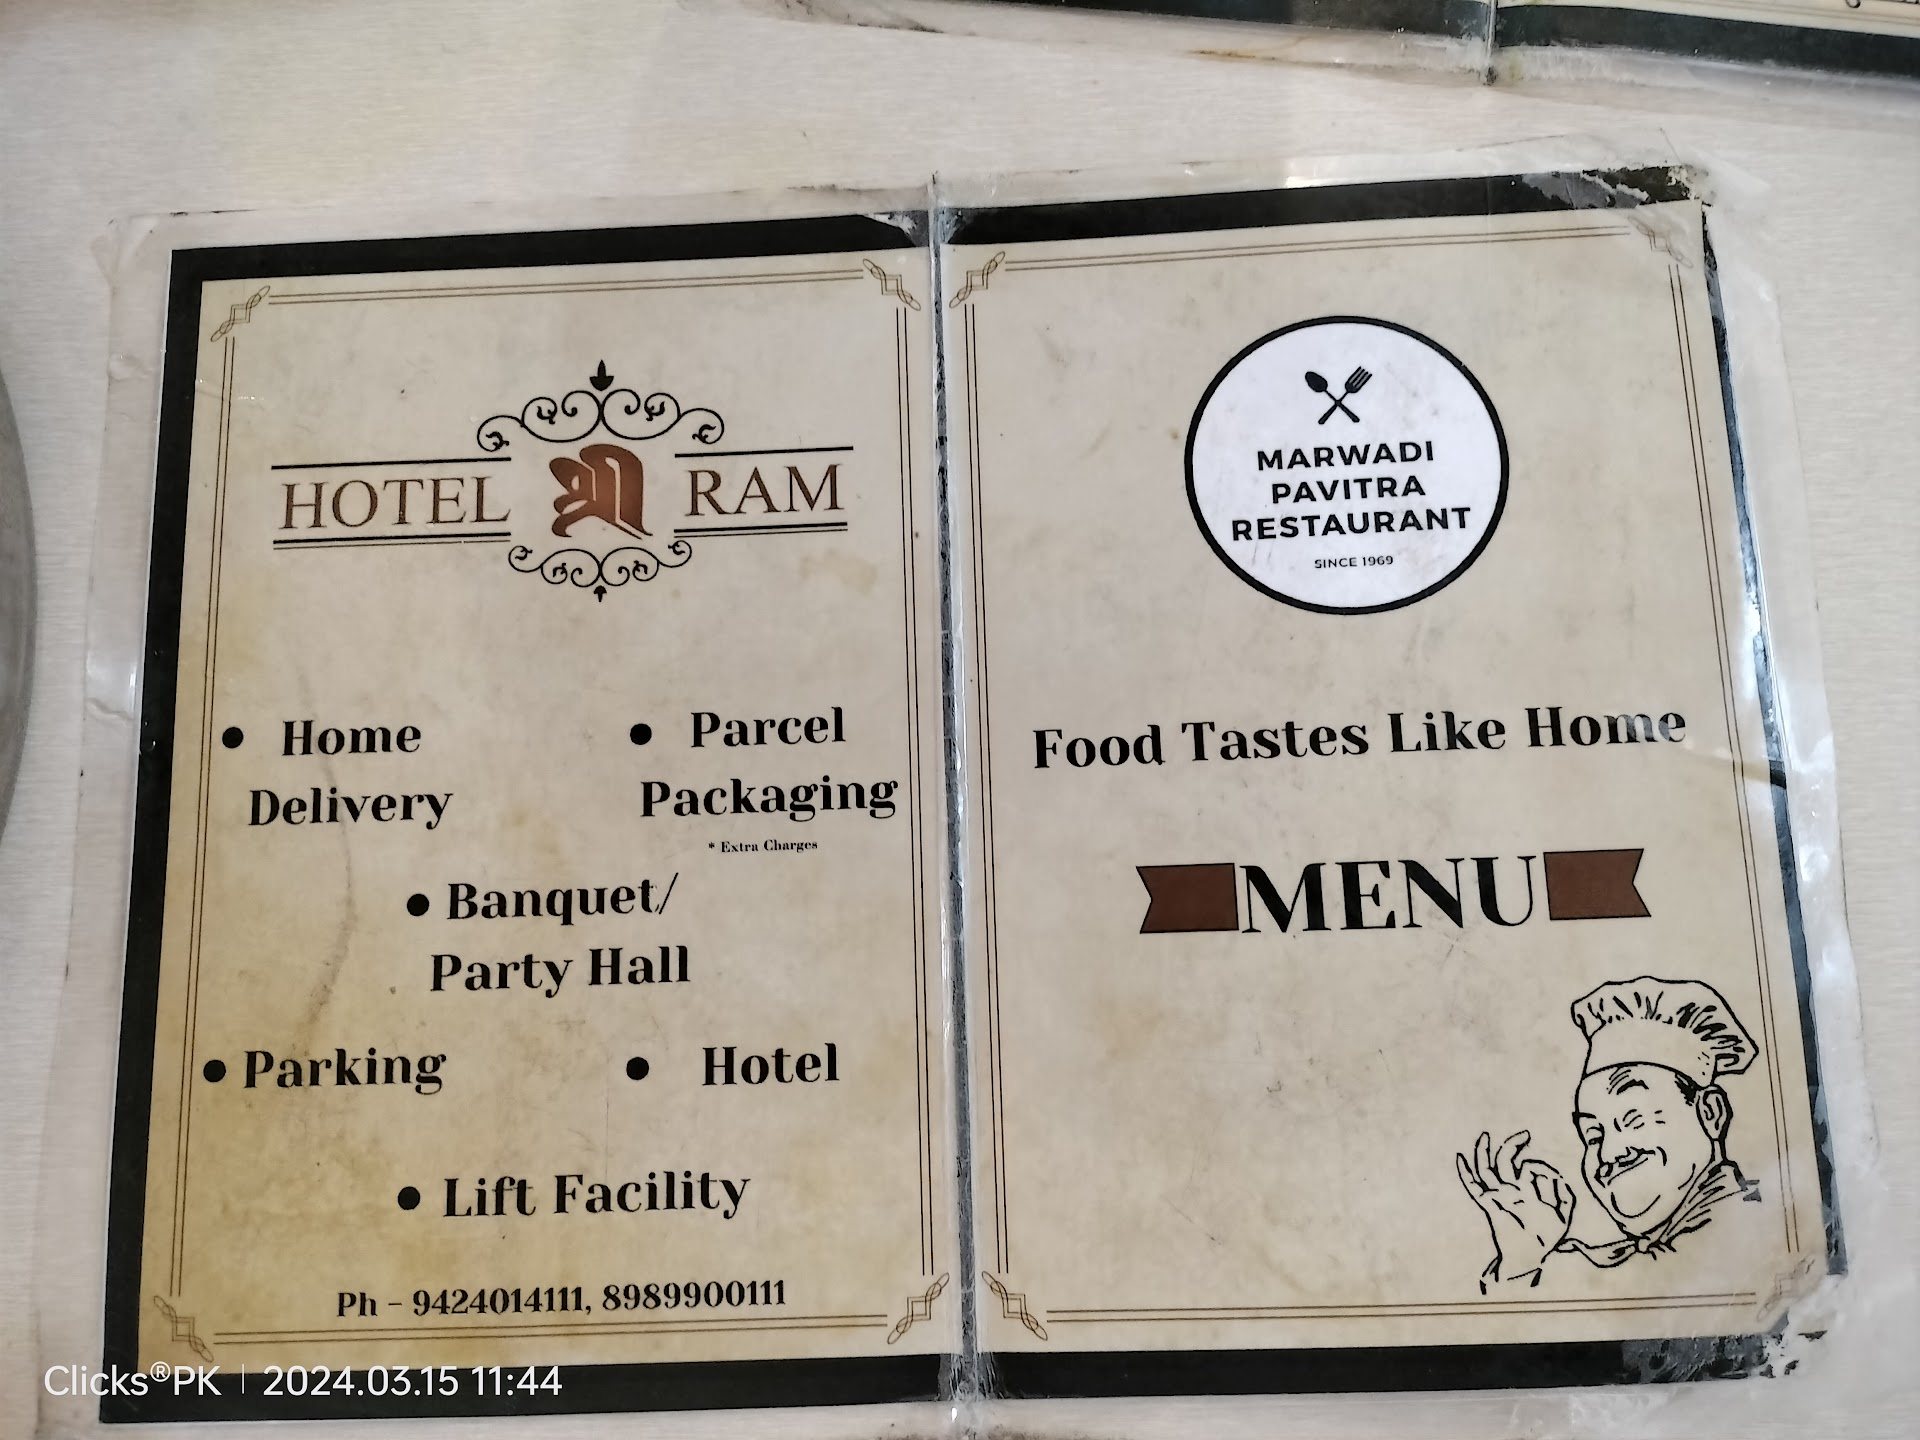 HOTEL श्री RAM
• Home
Delivery
• Parcel
Packaging
* Extra Charges
• Banquet/
Party Hall
• Parking
• Hotel
• Lift Facility
Ph - 9424014111, 8989900111
MARWADI
PAVITRA
RESTAURANT
SINCE 1969
Food Tastes Like Home
MENU
Clicks®PK | 2024.03.15 11:44